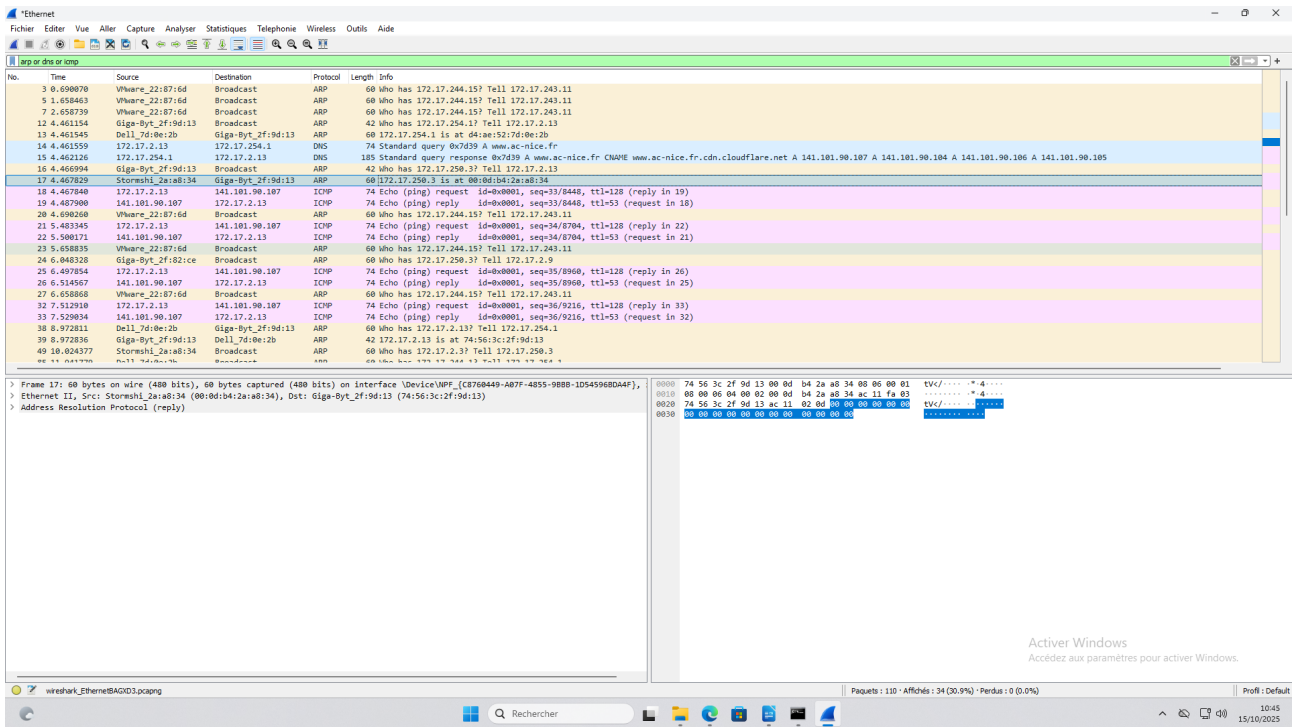 *Ethernet
Fichier Editer Vue Aller Capture Analyser Statistiques Telephonie Wireless Outils Aide
arp or dns or icmp
No. Time Source Destination Protocol Length Info
3 0.690070 VMware_22:87:6d Broadcast ARP 60 Who has 172.17.244.15? Tell 172.17.243.11
5 1.658463 VMware_22:87:6d Broadcast ARP 60 Who has 172.17.244.15? Tell 172.17.243.11
7 2.658739 VMware_22:87:6d Broadcast ARP 60 Who has 172.17.244.15? Tell 172.17.243.11
12 4.461154 Giga-Byt_2f:9d:13 Broadcast ARP 42 Who has 172.17.254.1? Tell 172.17.2.13
13 4.461545 Dell_7d:0e:2b Giga-Byt_2f:9d:13 ARP 60 172.17.254.1 is at d4:ae:52:7d:0e:2b
14 4.461559 172.17.2.13 172.17.254.1 DNS 74 Standard query 0x7d39 A www.ac-nice.fr
15 4.462126 172.17.254.1 172.17.2.13 DNS 185 Standard query response 0x7d39 A www.ac-nice.fr CNAME www.ac-nice.fr.cdn.cloudflare.net A 141.101.90.107 A 141.101.90.104 A 141.101.90.106 A 141.101.90.105
16 4.466994 Giga-Byt_2f:9d:13 Broadcast ARP 42 Who has 172.17.250.3? Tell 172.17.2.13
17 4.467829 Stormshi_2a:a8:34 Giga-Byt_2f:9d:13 ARP 60 172.17.250.3 is at 00:0d:b4:2a:a8:34
18 4.467840 172.17.2.13 141.101.90.107 ICMP 74 Echo (ping) request id=0x0001, seq=33/8448, ttl=128 (reply in 19)
19 4.487900 141.101.90.107 172.17.2.13 ICMP 74 Echo (ping) reply id=0x0001, seq=33/8448, ttl=53 (request in 18)
20 4.690260 VMware_22:87:6d Broadcast ARP 60 Who has 172.17.244.15? Tell 172.17.243.11
21 5.483345 172.17.2.13 141.101.90.107 ICMP 74 Echo (ping) request id=0x0001, seq=34/8704, ttl=128 (reply in 22)
22 5.500171 141.101.90.107 172.17.2.13 ICMP 74 Echo (ping) reply id=0x0001, seq=34/8704, ttl=53 (request in 21)
23 5.658835 VMware_22:87:6d Broadcast ARP 60 Who has 172.17.244.15? Tell 172.17.243.11
24 6.048328 Giga-Byt_2f:82:ce Broadcast ARP 60 Who has 172.17.250.3? Tell 172.17.2.9
25 6.497854 172.17.2.13 141.101.90.107 ICMP 74 Echo (ping) request id=0x0001, seq=35/8960, ttl=128 (reply in 26)
26 6.514567 141.101.90.107 172.17.2.13 ICMP 74 Echo (ping) reply id=0x0001, seq=35/8960, ttl=53 (request in 25)
27 6.658868 VMware_22:87:6d Broadcast ARP 60 Who has 172.17.244.15? Tell 172.17.243.11
32 7.512910 172.17.2.13 141.101.90.107 ICMP 74 Echo (ping) request id=0x0001, seq=36/9216, ttl=128 (reply in 33)
33 7.529034 141.101.90.107 172.17.2.13 ICMP 74 Echo (ping) reply id=0x0001, seq=36/9216, ttl=53 (request in 32)
38 8.972811 Dell_7d:0e:2b Giga-Byt_2f:9d:13 ARP 60 Who has 172.17.2.13? Tell 172.17.254.1
39 8.972836 Giga-Byt_2f:9d:13 Dell_7d:0e:2b ARP 42 172.17.2.13 is at 74:56:3c:2f:9d:13
49 10.024377 Stormshi_2a:a8:34 Broadcast ARP 60 Who has 172.17.2.3? Tell 172.17.250.3
> Frame 17: 60 bytes on wire (480 bits), 60 bytes captured (480 bits) on interface \Device\NPF_{C8760449-A07F-4855-9BBB-1D54596BDA4F},
> Ethernet II, Src: Stormshi_2a:a8:34 (00:0d:b4:2a:a8:34), Dst: Giga-Byt_2f:9d:13 (74:56:3c:2f:9d:13)
> Address Resolution Protocol (reply)
0000 74 56 3c 2f 9d 13 00 0d b4 2a a8 34 08 06 00 01 tV</···· ·*·4····
0010 08 00 06 04 00 02 00 0d b4 2a a8 34 ac 11 fa 03 ········ ·*·4····
0020 74 56 3c 2f 9d 13 ac 11 02 0d 00 00 00 00 00 00 tV</···· ········
0030 00 00 00 00 00 00 00 00 00 00 00 00 ········ ····
Activer Windows
Accédez aux paramètres pour activer Windows.
wireshark_EthernetBAGXD3.pcapng Paquets : 110 · Affichés : 34 (30.9%) · Perdus : 0 (0.0%) Profil : Default
Rechercher
10:45
15/10/2025